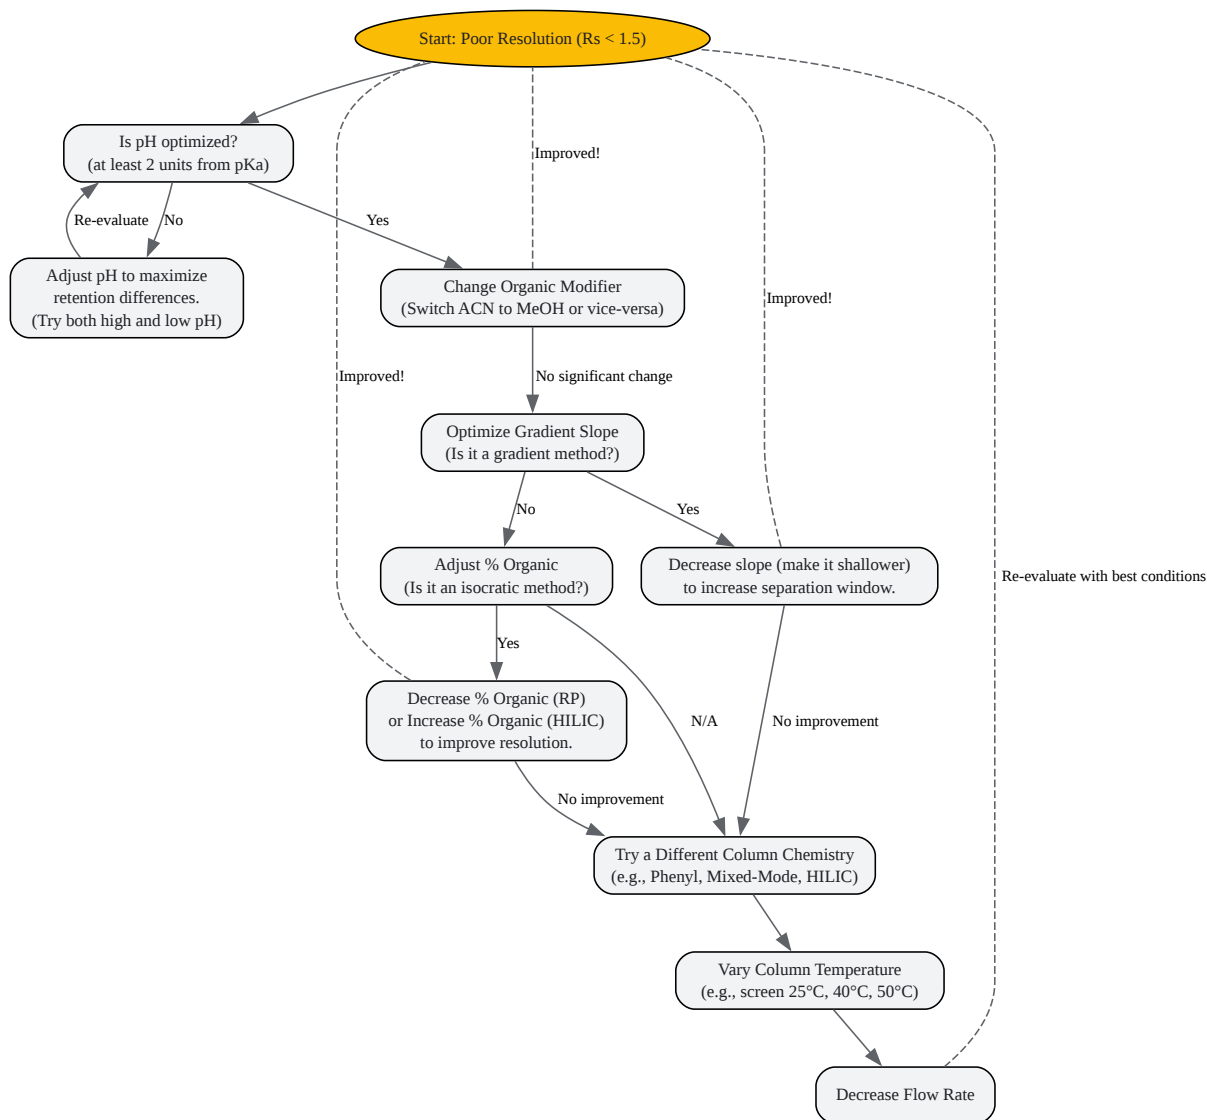 Start: Poor Resolution (Rs < 1.5)
Is pH optimized?
(at least 2 units from pKa)
Improved!
Re-evaluate
No
Yes
Adjust pH to maximize
retention differences.
(Try both high and low pH)
Change Organic Modifier
(Switch ACN to MeOH or vice-versa)
Improved!
Improved!
No significant change
Optimize Gradient Slope
(Is it a gradient method?)
No
Yes
Adjust % Organic
(Is it an isocratic method?)
Decrease slope (make it shallower)
to increase separation window.
Re-evaluate with best conditions
Yes
Decrease % Organic (RP)
or Increase % Organic (HILIC)
to improve resolution.
N/A
No improvement
No improvement
Try a Different Column Chemistry
(e.g., Phenyl, Mixed-Mode, HILIC)
Vary Column Temperature
(e.g., screen 25°C, 40°C, 50°C)
Decrease Flow Rate